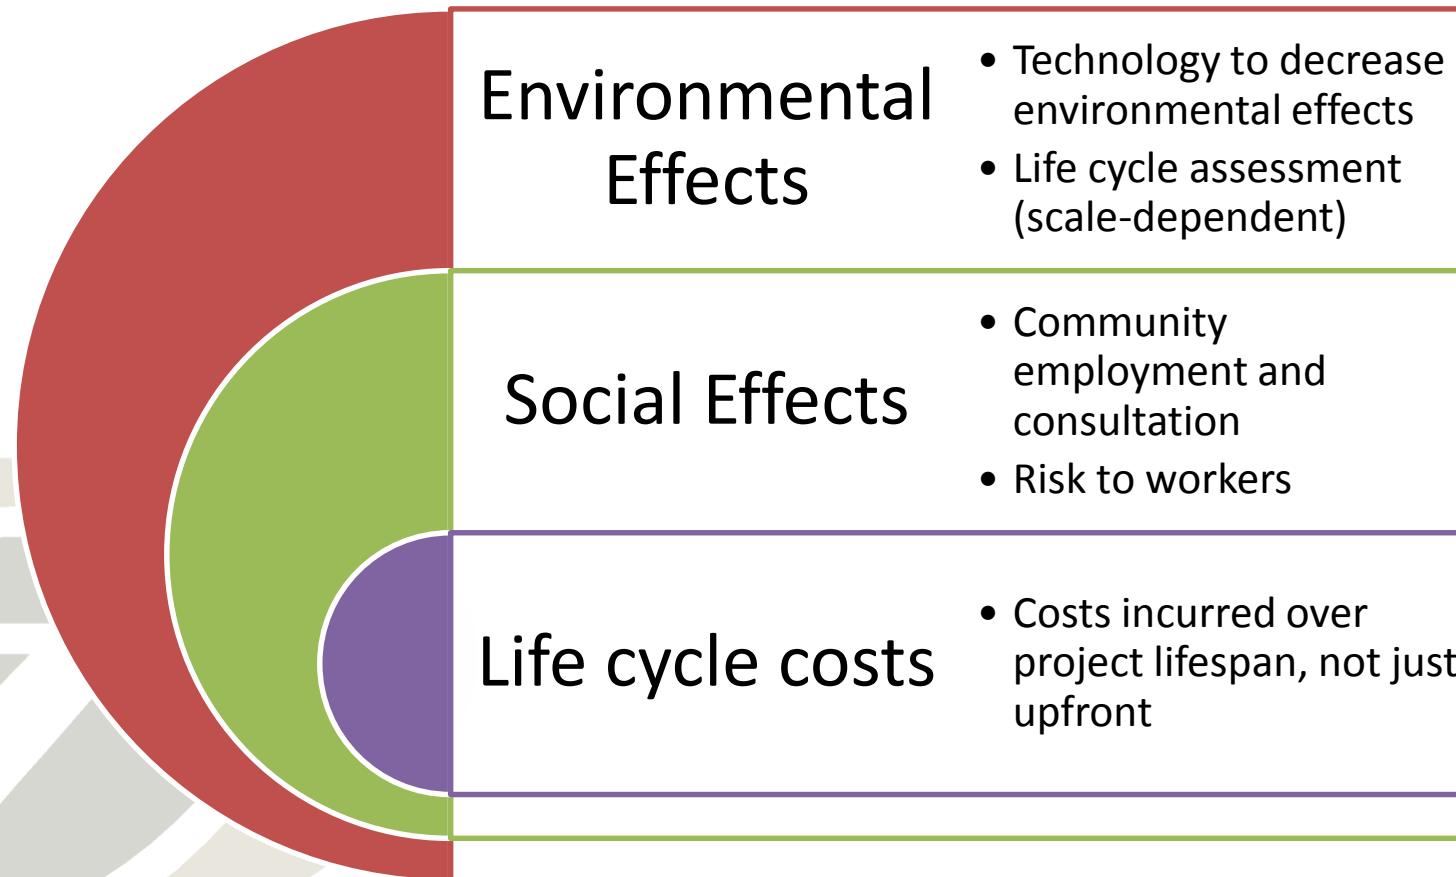 Environmental
Effects
• Technology to decrease
environmental effects
• Life cycle assessment
(scale-dependent)
Social Effects
• Community
employment and
consultation
• Risk to workers
Life cycle costs
• Costs incurred over
project lifespan, not just
upfront